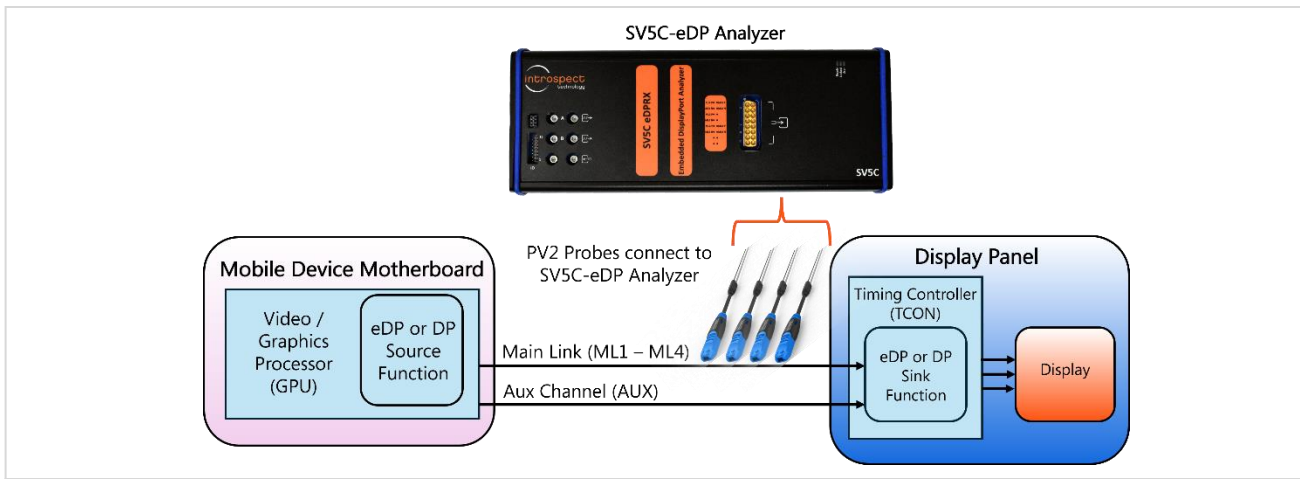 SV5C-eDP Analyzer
introspect
technology
A
B
SV5C eDPRX
Embedded DisplayPort Analyzer
SV5C
PV2 Probes connect to
SV5C-eDP Analyzer
Mobile Device Motherboard
Video /
Graphics
Processor
(GPU)
eDP or DP
Source
Function
Main Link (ML1 – ML4)
Aux Channel (AUX)
Display Panel
Timing Controller
(TCON)
eDP or DP
Sink
Function
Display